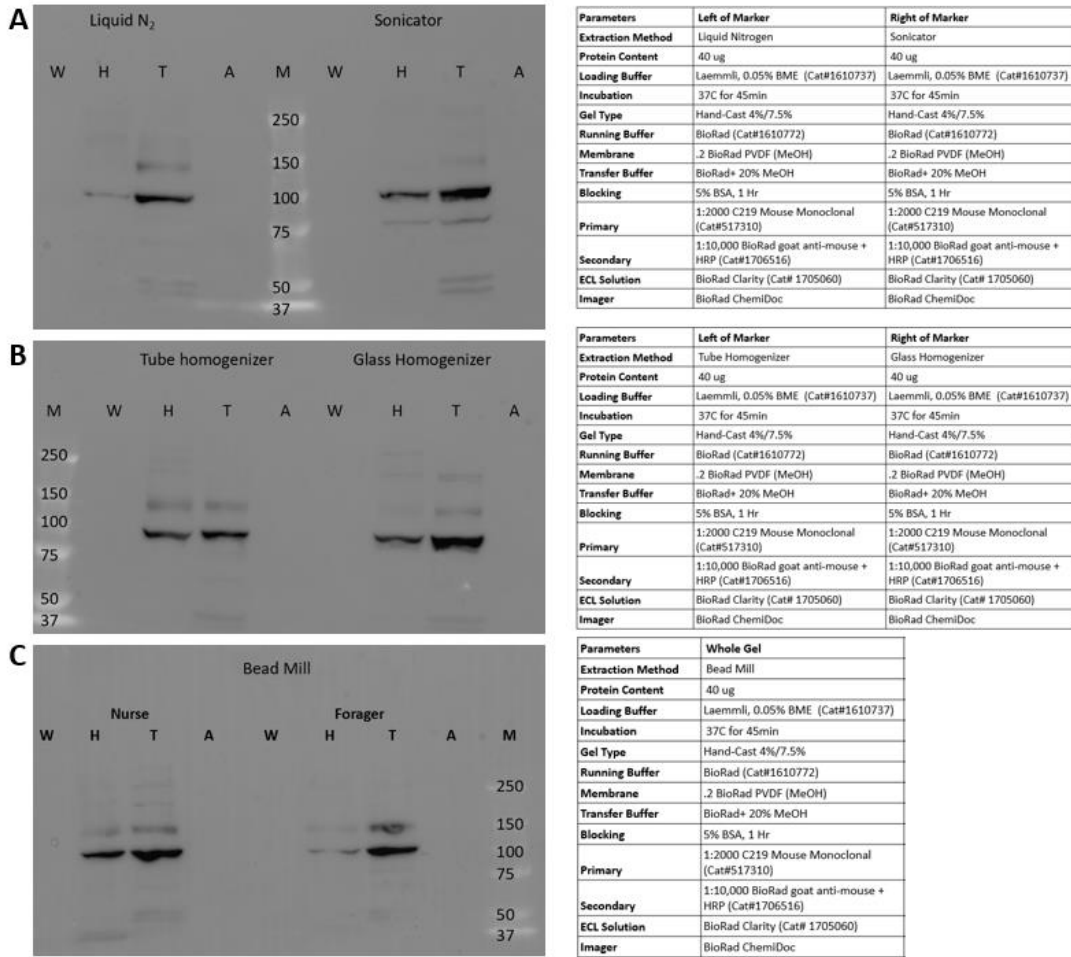 A
Liquid N2
Sonicator
W H T A M W H T A
250
150
100
75
50
37
Parameters Left of Marker Right of Marker
Extraction Method Liquid Nitrogen Sonicator
Protein Content 40 ug 40 ug
Loading Buffer Laemmli, 0.05% BME (Cat#1610737) Laemmli, 0.05% BME (Cat#1610737)
Incubation 37C for 45min 37C for 45min
Gel Type Hand-Cast 4%/7.5% Hand-Cast 4%/7.5%
Running Buffer BioRad (Cat#1610772) BioRad (Cat#1610772)
Membrane .2 BioRad PVDF (MeOH) .2 BioRad PVDF (MeOH)
Transfer Buffer BioRad+ 20% MeOH BioRad+ 20% MeOH
Blocking 5% BSA, 1 Hr 5% BSA, 1 Hr
Primary 1:2000 C219 Mouse Monoclonal (Cat#517310) 1:2000 C219 Mouse Monoclonal (Cat#517310)
Secondary 1:10,000 BioRad goat anti-mouse + HRP (Cat#1706516) 1:10,000 BioRad goat anti-mouse + HRP (Cat#1706516)
ECL Solution BioRad Clarity (Cat# 1705060) BioRad Clarity (Cat# 1705060)
Imager BioRad ChemiDoc BioRad ChemiDoc
B
Tube homogenizer
Glass Homogenizer
M W H T A W H T A
250
150
100
75
50
37
Parameters Left of Marker Right of Marker
Extraction Method Tube Homogenizer Glass Homogenizer
Protein Content 40 ug 40 ug
Loading Buffer Laemmli, 0.05% BME (Cat#1610737) Laemmli, 0.05% BME (Cat#1610737)
Incubation 37C for 45min 37C for 45min
Gel Type Hand-Cast 4%/7.5% Hand-Cast 4%/7.5%
Running Buffer BioRad (Cat#1610772) BioRad (Cat#1610772)
Membrane .2 BioRad PVDF (MeOH) .2 BioRad PVDF (MeOH)
Transfer Buffer BioRad+ 20% MeOH BioRad+ 20% MeOH
Blocking 5% BSA, 1 Hr 5% BSA, 1 Hr
Primary 1:2000 C219 Mouse Monoclonal (Cat#517310) 1:2000 C219 Mouse Monoclonal (Cat#517310)
Secondary 1:10,000 BioRad goat anti-mouse + HRP (Cat#1706516) 1:10,000 BioRad goat anti-mouse + HRP (Cat#1706516)
ECL Solution BioRad Clarity (Cat# 1705060) BioRad Clarity (Cat# 1705060)
Imager BioRad ChemiDoc BioRad ChemiDoc
C
Bead Mill
Nurse Forager
W H T A W H T A M
250
150
100
75
50
37
Parameters Whole Gel
Extraction Method Bead Mill
Protein Content 40 ug
Loading Buffer Laemmli, 0.05% BME (Cat#1610737)
Incubation 37C for 45min
Gel Type Hand-Cast 4%/7.5%
Running Buffer BioRad (Cat#1610772)
Membrane .2 BioRad PVDF (MeOH)
Transfer Buffer BioRad+ 20% MeOH
Blocking 5% BSA, 1 Hr
Primary 1:2000 C219 Mouse Monoclonal (Cat#517310)
Secondary 1:10,000 BioRad goat anti-mouse + HRP (Cat#1706516)
ECL Solution BioRad Clarity (Cat# 1705060)
Imager BioRad ChemiDoc